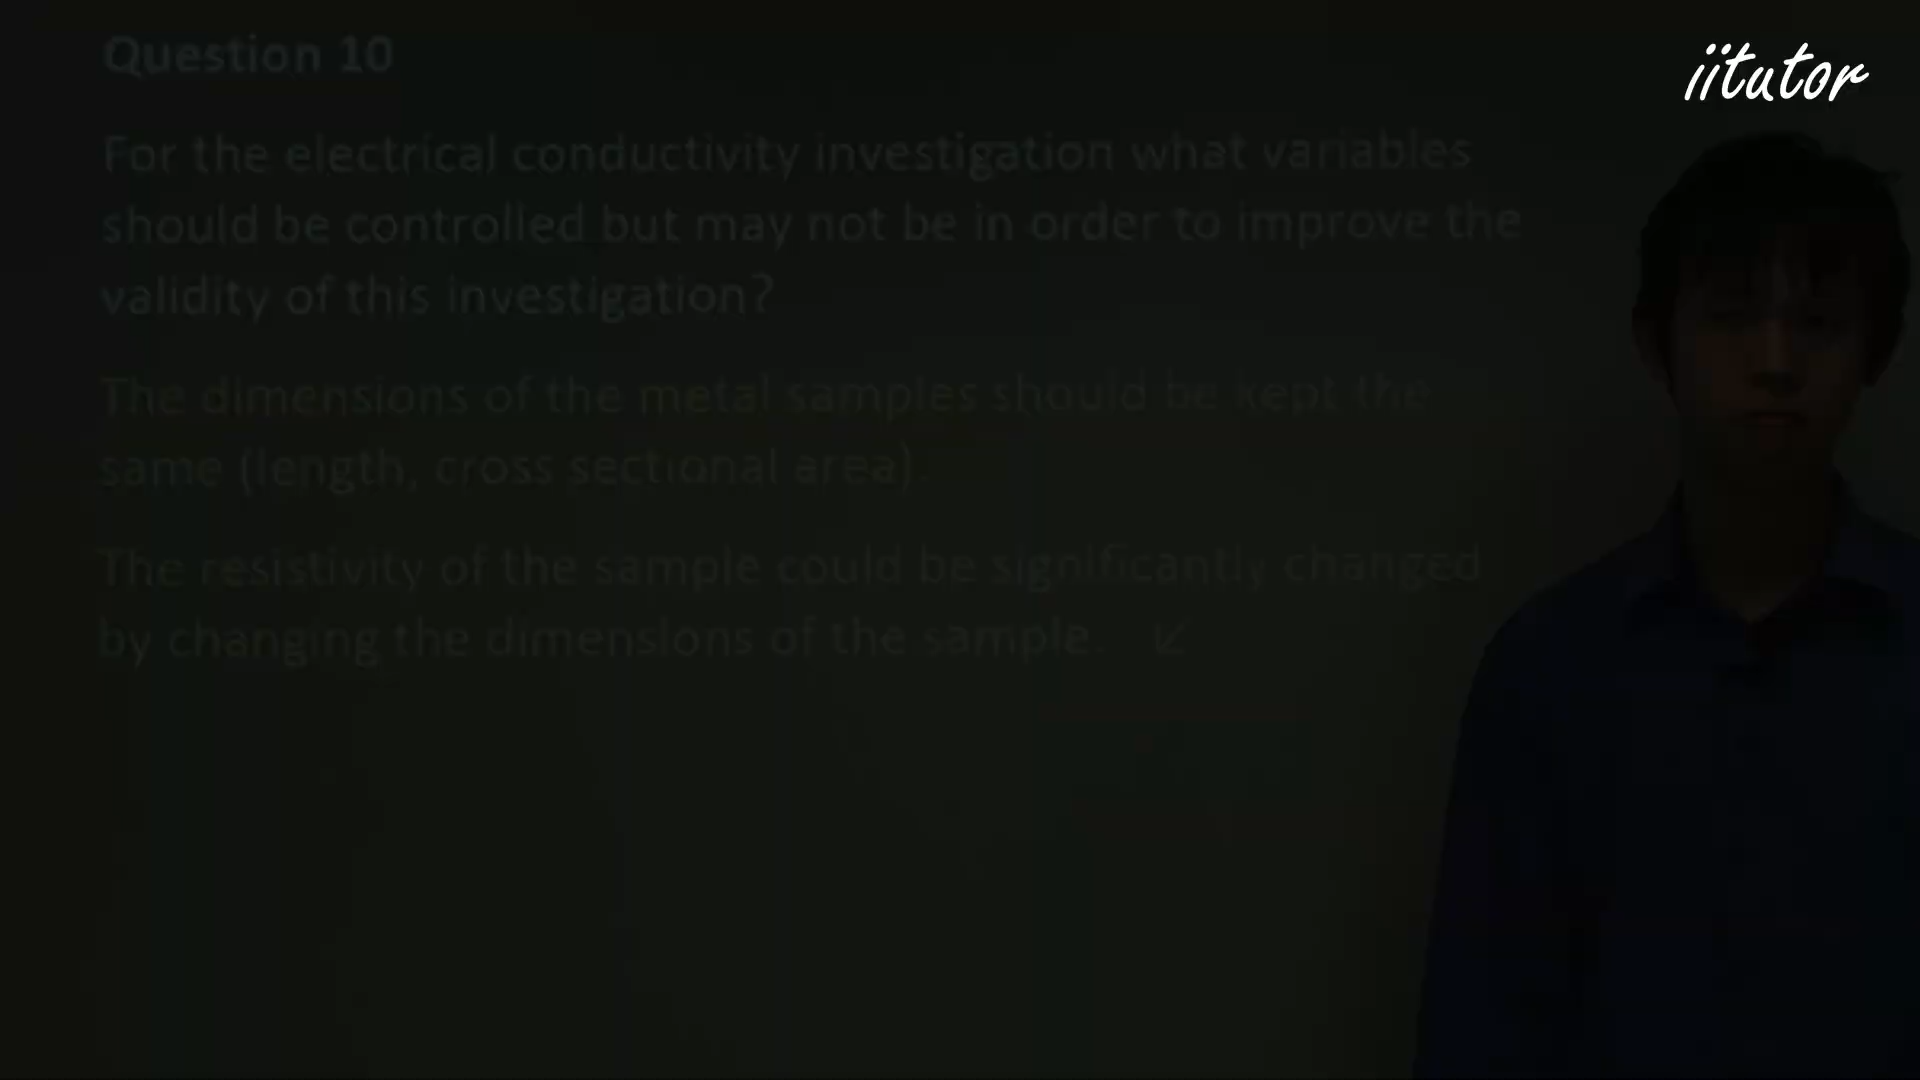 Question 10
iitutor
For the electrical conductivity investigation what variables
should be controlled but may not be in order to improve the
validity of this investigation?
The dimensions of the metal samples should be kept the
same (length, cross sectional area).
The resistivity of the sample could be significantly changed
by changing the dimensions of the sample.